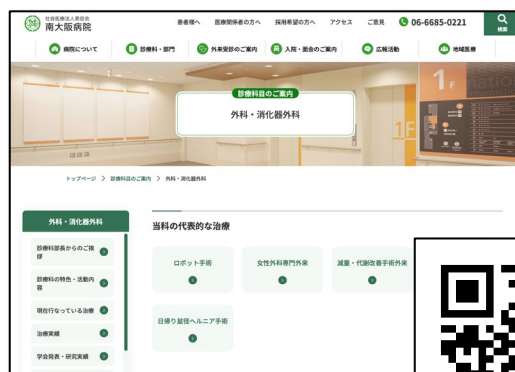 社会医療法人景岳会
南大阪病院
患者様へ 医療関係者の方へ 採用希望の方へ アクセス ご意見 06-6685-0221
検索
病院について 診療科・部門 外来受診のご案内 入院・面会のご案内 広報活動 地域医療
診療科目のご案内
外科・消化器外科
1F
1F
トップページ > 診療科目のご案内 > 外科・消化器外科
外科・消化器外科
診療科部長からのご挨
拶
診療科の特色・活動内
容
現在行なっている治療
治療実績
学会発表・研究実績
当科の代表的な治療
ロボット手術
女性外科専門外来
減量・代謝改善手術外来
日帰り鼠径ヘルニア手術